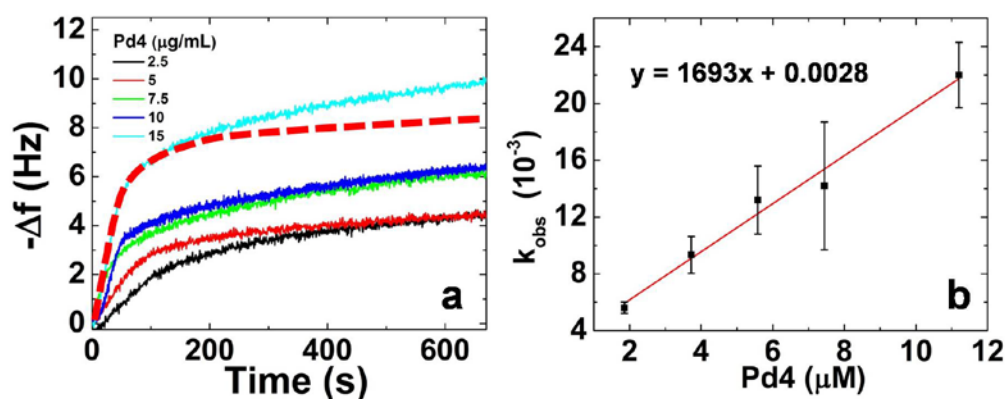 12
10
8
6
4
2
0
-Δf (Hz)
Pd4 (μg/mL)
2.5
5
7.5
10
15
a
0 200 400 600
Time (s)
24
20
16
12
8
4
k_obs (10^-3)
y = 1693x + 0.0028
b
2 4 6 8 10 12
Pd4 (μM)